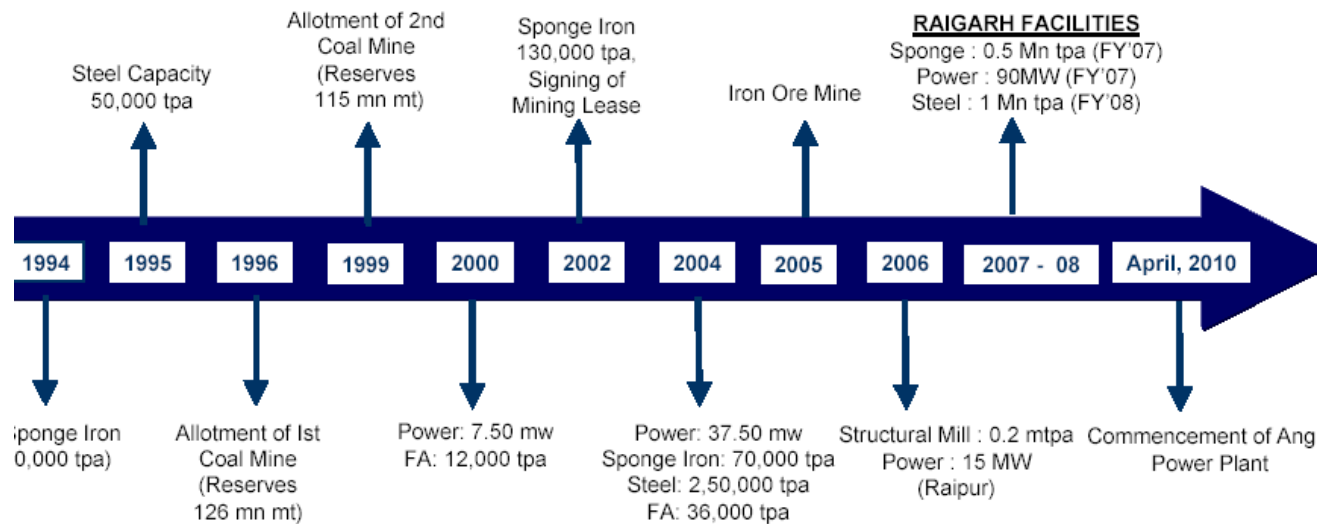 Steel Capacity
50,000 tpa
Allotment of 2nd
Coal Mine
(Reserves
115 mn mt)
Sponge Iron
130,000 tpa,
Signing of
Mining Lease
Iron Ore Mine
RAIGARH FACILITIES
Sponge : 0.5 Mn tpa (FY'07)
Power : 90MW (FY'07)
Steel : 1 Mn tpa (FY'08)
1994 1995 1996 1999 2000 2002 2004 2005 2006 2007 - 08 April, 2010
Iron
tpa)
Allotment of Ist
Coal Mine
(Reserves
126 mn mt)
Power: 7.50 mw
FA: 12,000 tpa
Power: 37.50 mw
Sponge Iron: 70,000 tpa
Steel: 2,50,000 tpa
FA: 36,000 tpa
Structural Mill : 0.2 mtpa
Power : 15 MW
(Raipur)
Commencement of
Power Plant